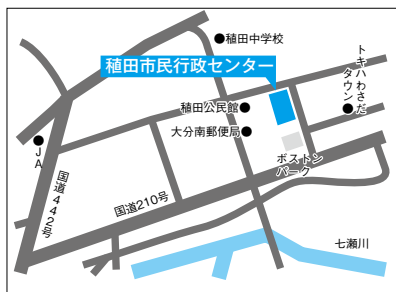 稙田中学校
稙田市民行政センター
トキハわさだ
タウン
稙田公民館
大分南郵便局
JA
ボストン
パーク
国道442号
国道210号
七瀬川